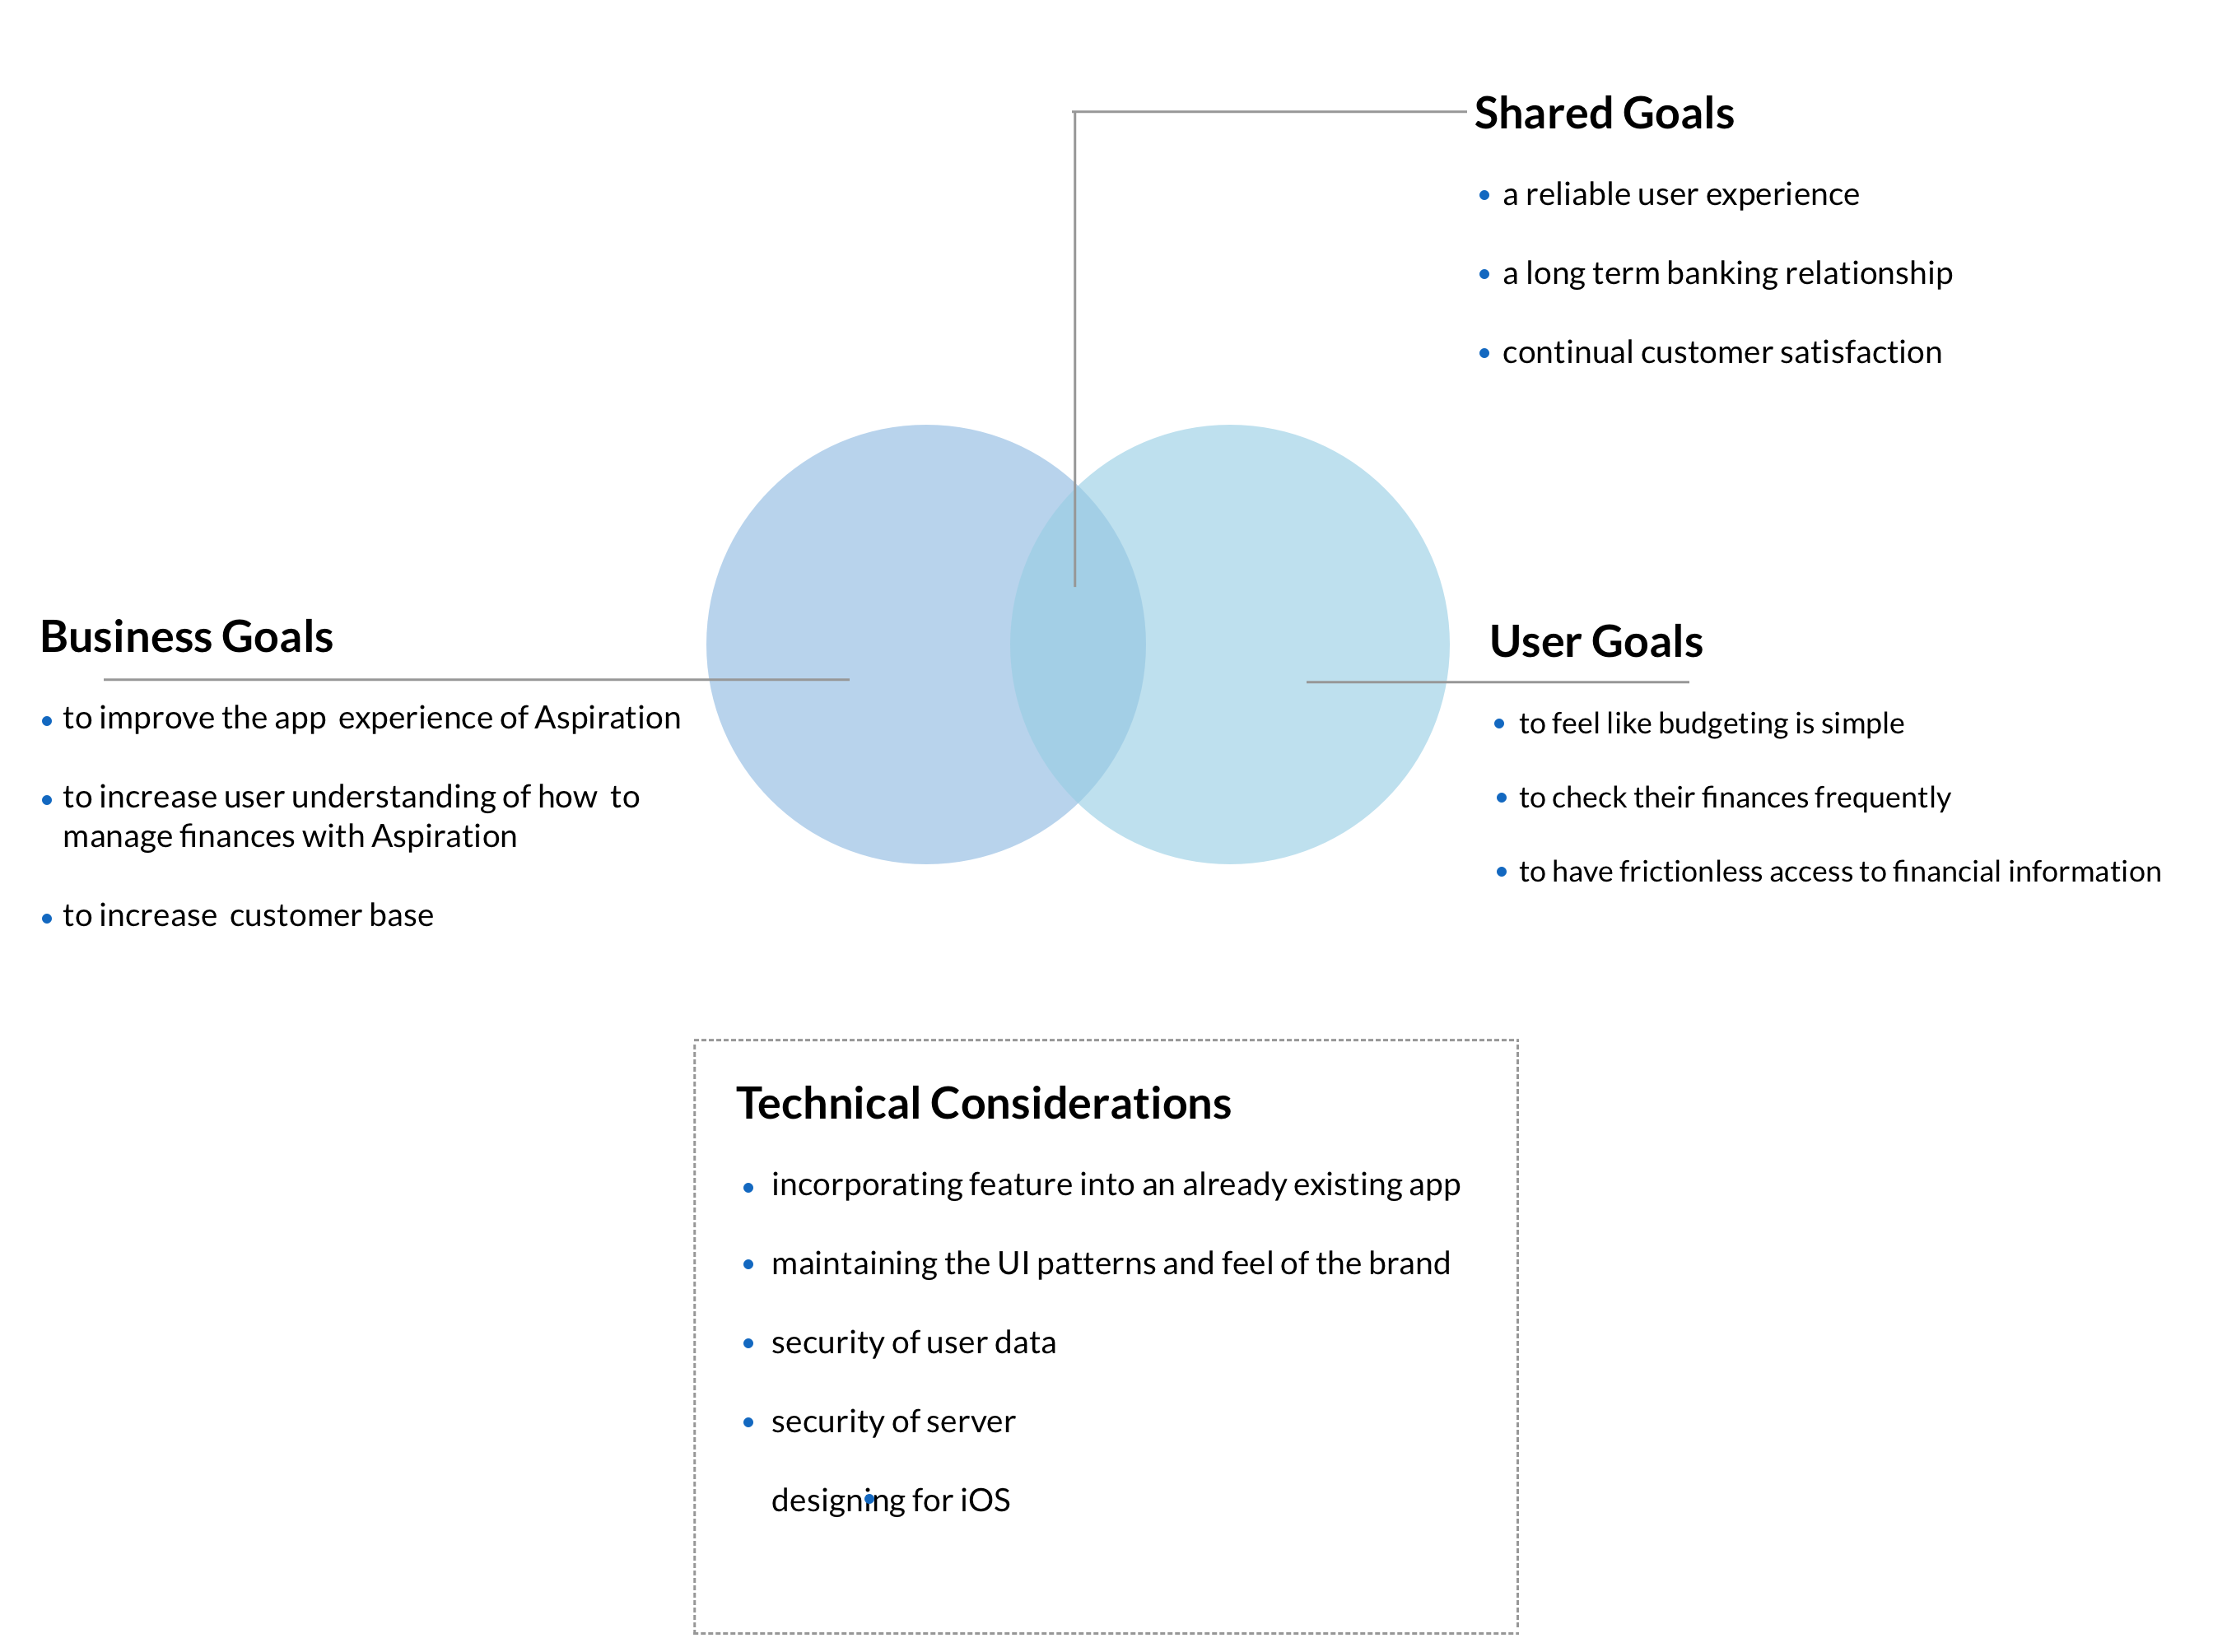 Shared Goals
a reliable user experience
a long term banking relationship
continual customer satisfaction
Business Goals
to improve the app  experience of Aspiration
to increase user understanding of how  to
manage finances with Aspiration
to increase  customer base
User Goals
to feel like budgeting is simple
to check their finances frequently
to have frictionless access to financial information
Technical Considerations
incorporating feature into an already existing app
maintaining the UI patterns and feel of the brand
security of user data
security of server
designing for iOS